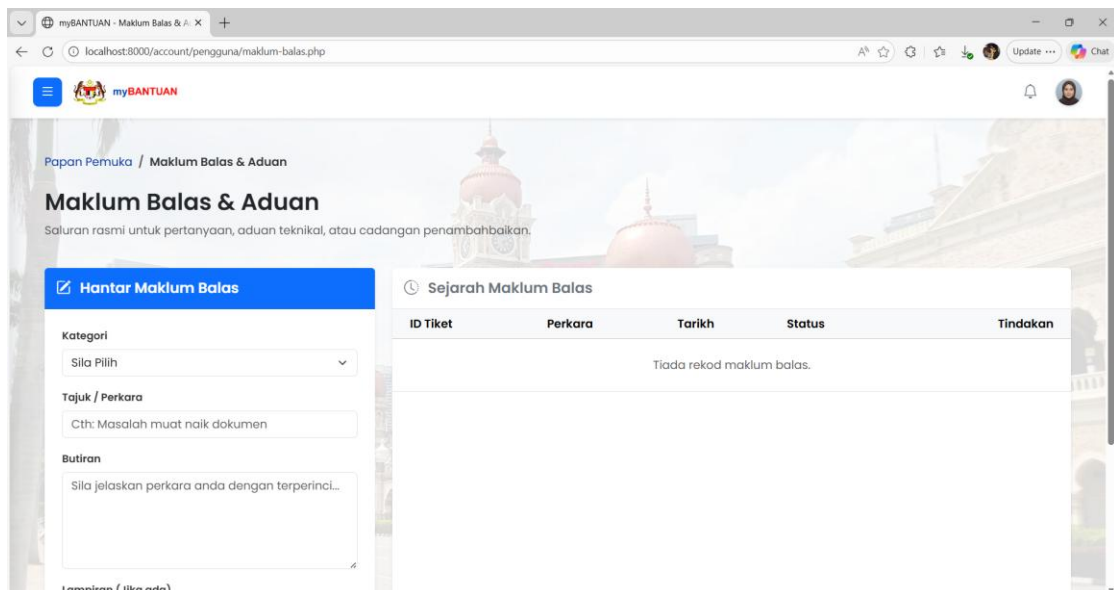 myBANTUAN - Maklum Balas & A
localhost:8000/account/pengguna/maklum-balas.php
Update
Chat
myBANTUAN
Papan Pemuka / Maklum Balas & Aduan
Maklum Balas & Aduan
Saluran rasmi untuk pertanyaan, aduan teknikal, atau cadangan penambahbaikan.
Hantar Maklum Balas
Kategori
Sila Pilih
Tajuk / Perkara
Cth: Masalah muat naik dokumen
Butiran
Sila jelaskan perkara anda dengan terperinci...
Lampiran (Jika ada)
Sejarah Maklum Balas
ID Tiket Perkara Tarikh Status Tindakan
Tiada rekod maklum balas.